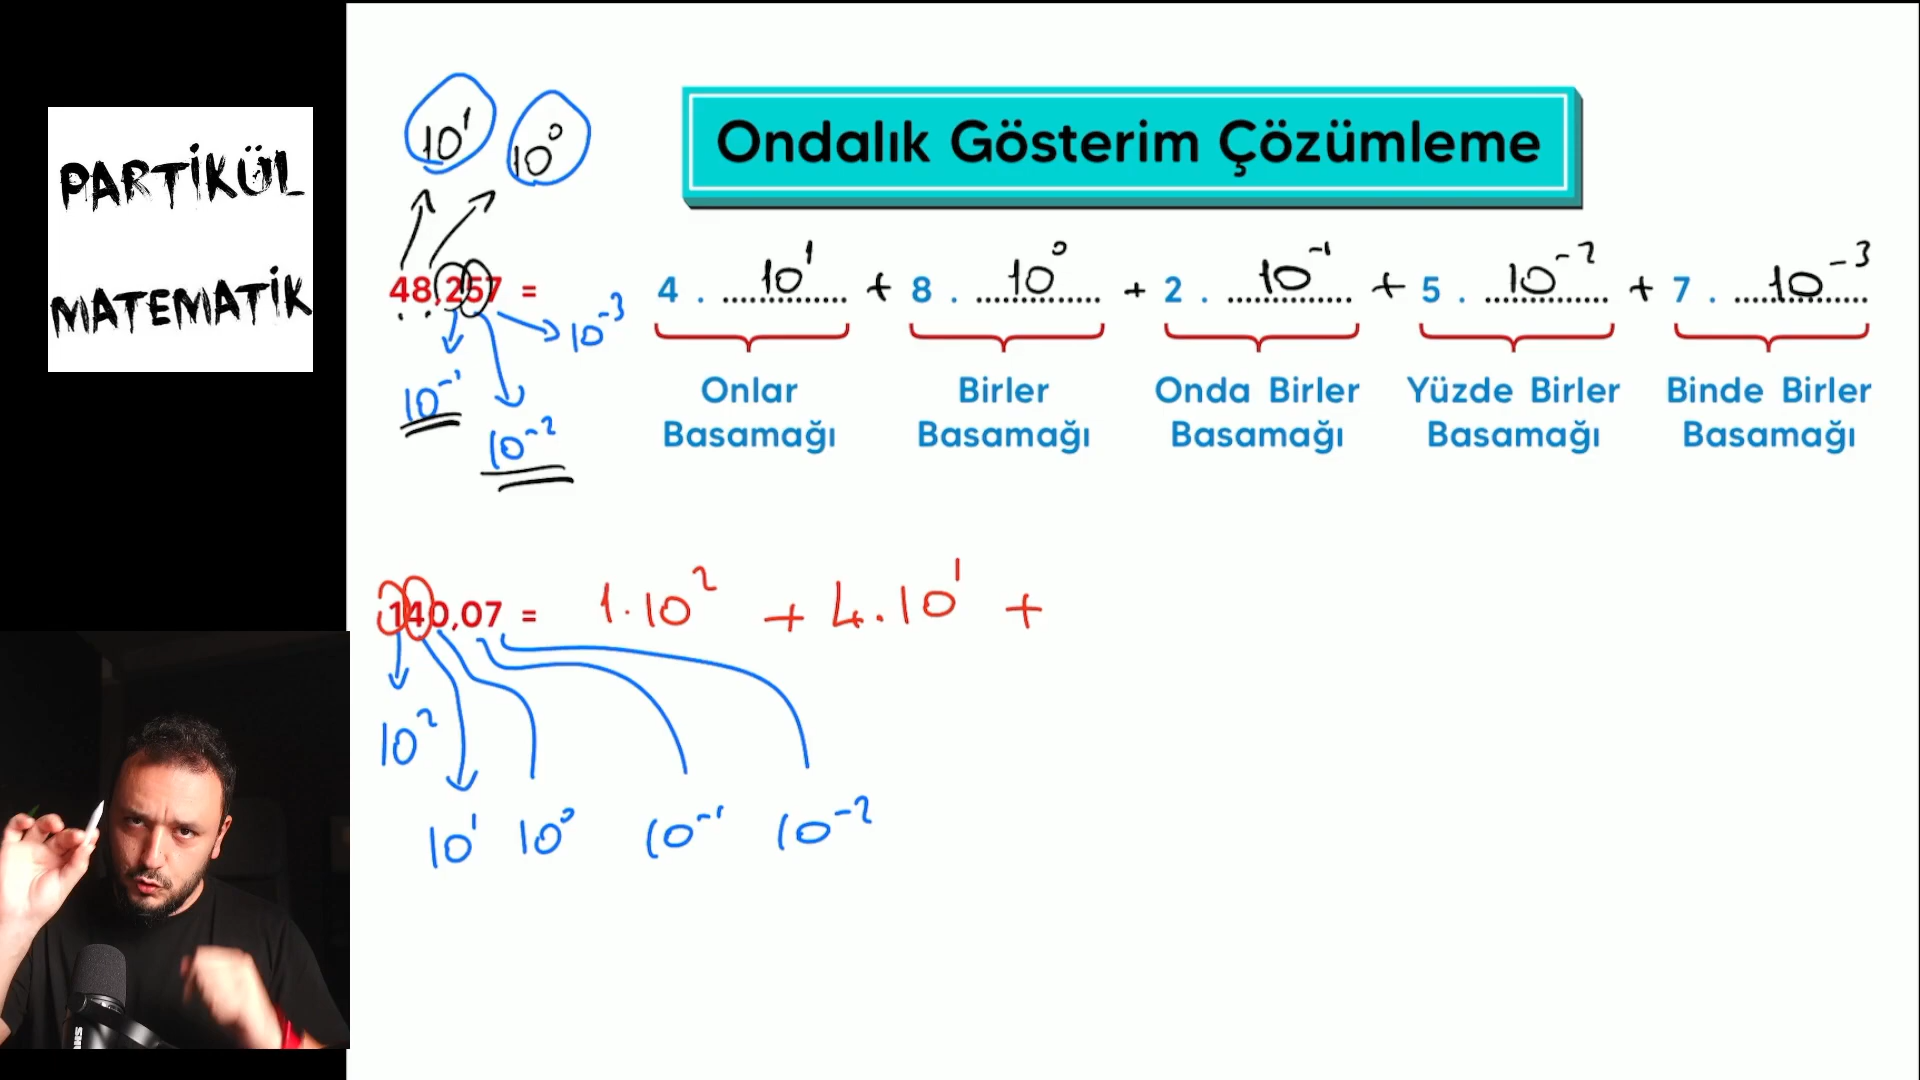 PARTİKÜL
MATEMATİK
Ondalık Gösterim Çözümleme
10¹ 10⁰
48,257 = 4 . 10¹ + 8 . 10⁰ + 2 . 10⁻¹ + 5 . 10⁻² + 7 . 10⁻³
10⁻³
10⁻¹
10⁻²
Onlar Basamağı
Birler Basamağı
Onda Birler Basamağı
Yüzde Birler Basamağı
Binde Birler Basamağı
140,07 = 1.10² + 4.10¹ +
10²
10¹ 10⁰ 10⁻¹ 10⁻²